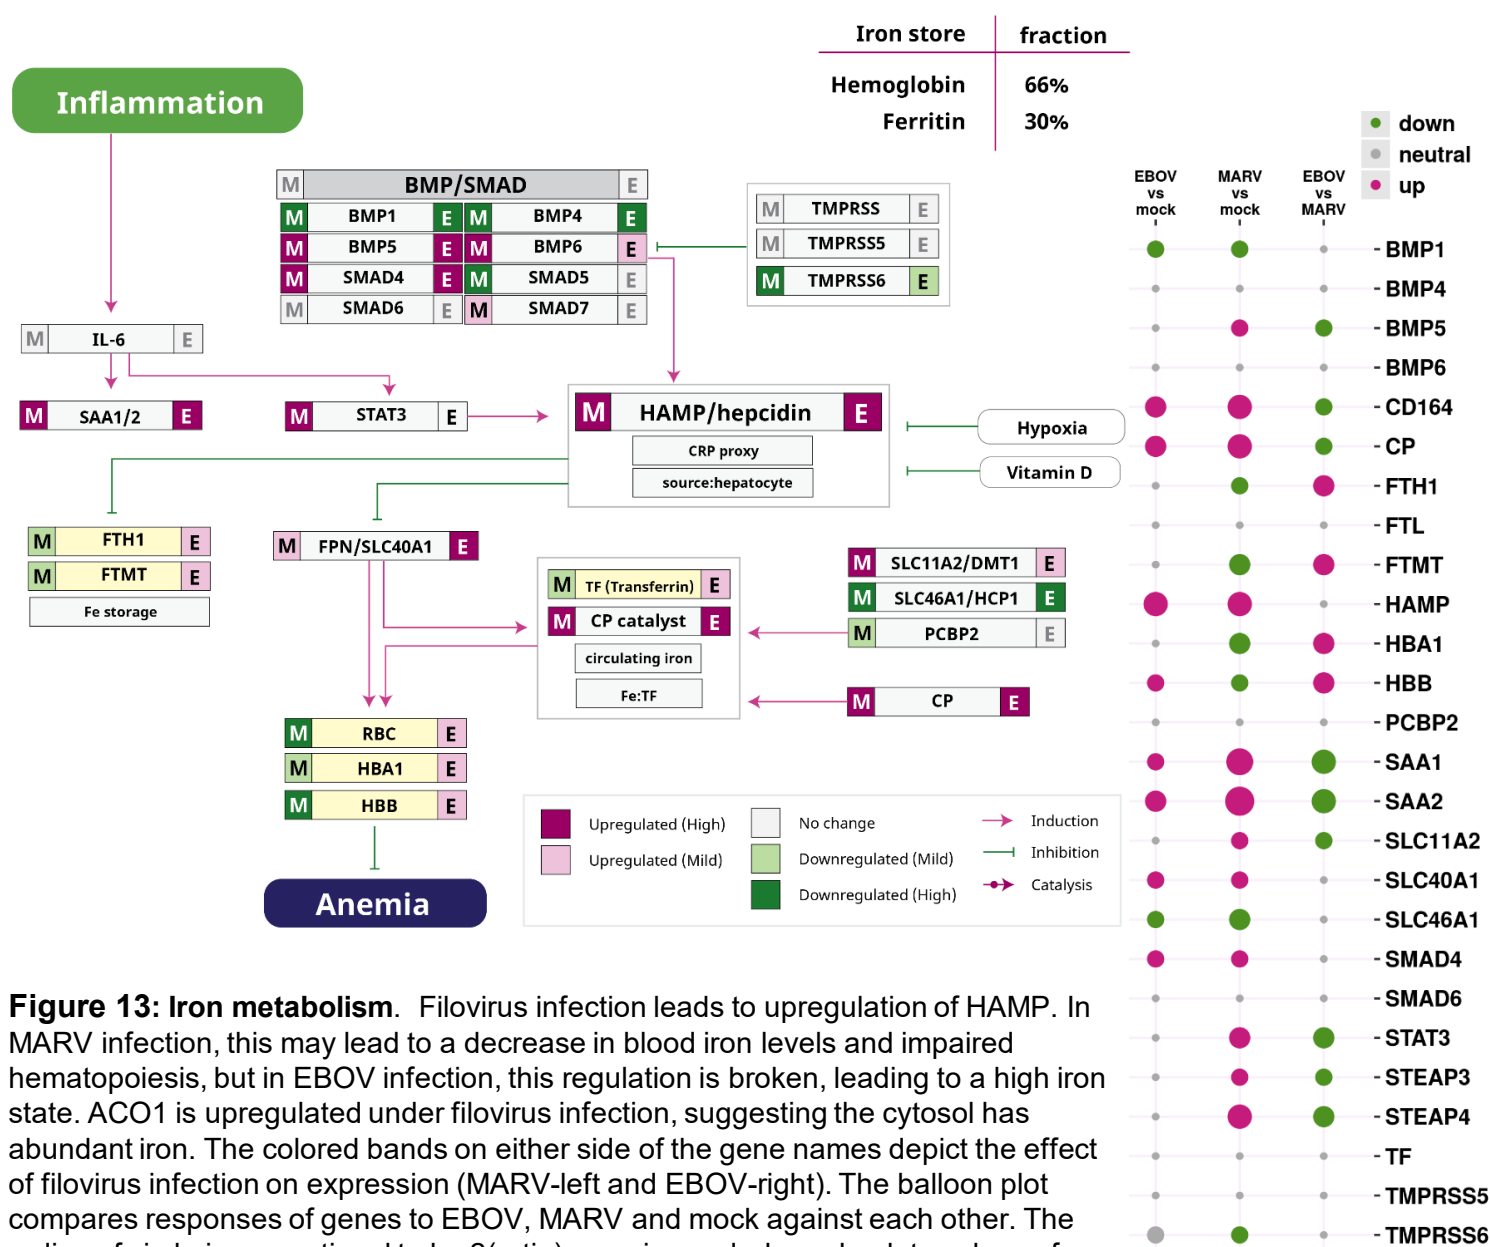 Iron store fraction
Hemoglobin 66%
Ferritin 30%
Inflammation
down
neutral
up
M BMP/SMAD E
M BMP1 E M BMP4 E
M BMP5 E M BMP6 E
M SMAD4 E M SMAD5 E
M SMAD6 E M SMAD7 E
M TMPRSS E
M TMPRSS5 E
M TMPRSS6 E
M IL-6 E
M SAA1/2 E
M STAT3 E
M HAMP/hepcidin E
CRP proxy
source:hepatocyte
Hypoxia
Vitamin D
M FTH1 E
M FTMT E
Fe storage
M FPN/SLC40A1 E
M TF (Transferrin) E
M CP catalyst E
circulating iron
Fe:TF
M SLC11A2/DMT1 E
M SLC46A1/HCP1 E
M PCBP2 E
M CP E
M RBC E
M HBA1 E
M HBB E
Anemia
Upregulated (High)
Upregulated (Mild)
No change
Downregulated (Mild)
Downregulated (High)
Induction
Inhibition
Catalysis
EBOV vs mock
MARV vs mock
EBOV vs MARV
BMP1
BMP4
BMP5
BMP6
CD164
CP
FTH1
FTL
FTMT
HAMP
HBA1
HBB
PCBP2
SAA1
SAA2
SLC11A2
SLC40A1
SLC46A1
SMAD4
SMAD6
STAT3
STEAP3
STEAP4
TF
TMPRSS5
TMPRSS6
Figure 13: Iron metabolism. Filovirus infection leads to upregulation of HAMP. In
MARV infection, this may lead to a decrease in blood iron levels and impaired
hematopoiesis, but in EBOV infection, this regulation is broken, leading to a high iron
state. ACO1 is upregulated under filovirus infection, suggesting the cytosol has
abundant iron. The colored bands on either side of the gene names depict the effect
of filovirus infection on expression (MARV-left and EBOV-right). The balloon plot
compares responses of genes to EBOV, MARV and mock against each other. The